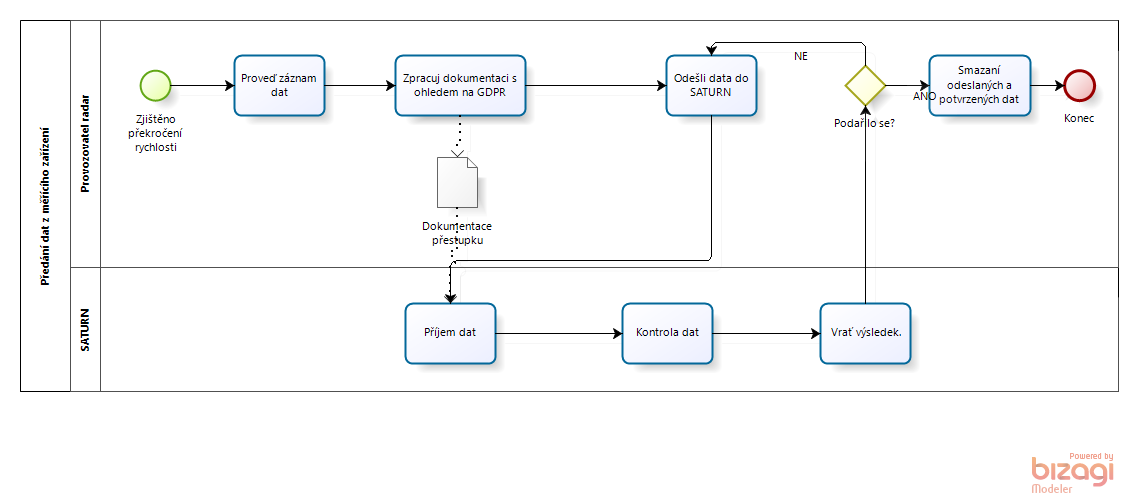 Předání dat z měřícího zařízení
Provozovatel radar
Zjištěno
překročení
rychlosti
Proveď záznam
dat
Zpracuj dokumentaci s
ohledem na GDPR
Dokumentace
přestupku
Odešli data do
SATURN
NE
Podařilo se?
ANO
Smazaní
odeslaných a
potvrzených dat
Konec
SATURN
Příjem dat
Kontrola dat
Vrať výsledek.
Powered by
bizagi
Modeler